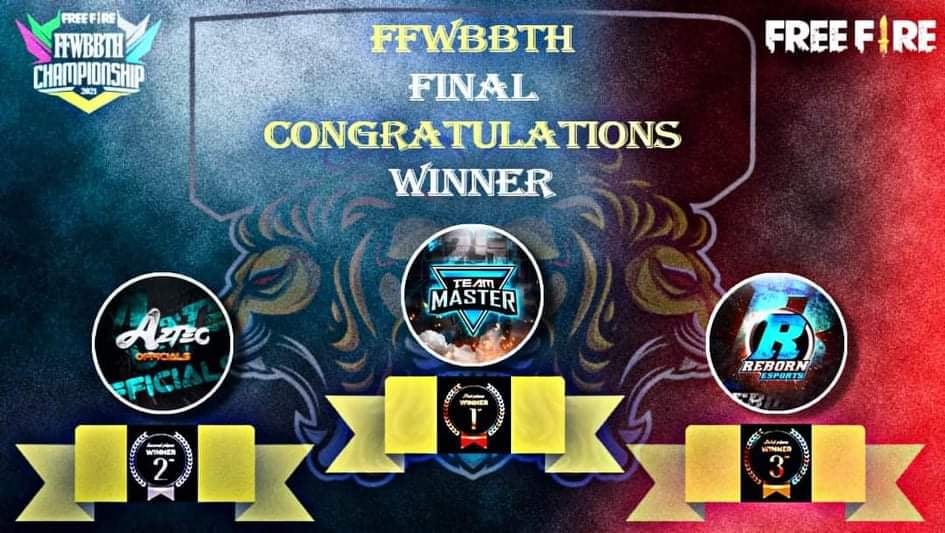 FREE FIRE
FFWBBTH
CHAMPIONSHIP
2021
FREE FIRE
FFWBBTH
FINAL
CONGRATULATIONS
WINNER
TEAM
MASTER
AZTEC
OFFICIALS
REBORN
ESPORTS
WINNER
1
WINNER
2
WINNER
3